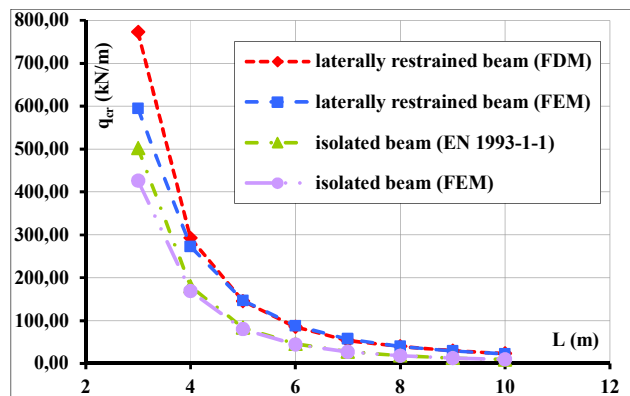 800,00
700,00
600,00
500,00
400,00
300,00
200,00
100,00
0,00
q_cr (kN/m)
laterally restrained beam (FDM)
laterally restrained beam (FEM)
isolated beam (EN 1993-1-1)
isolated beam (FEM)
L (m)
2 4 6 8 10 12